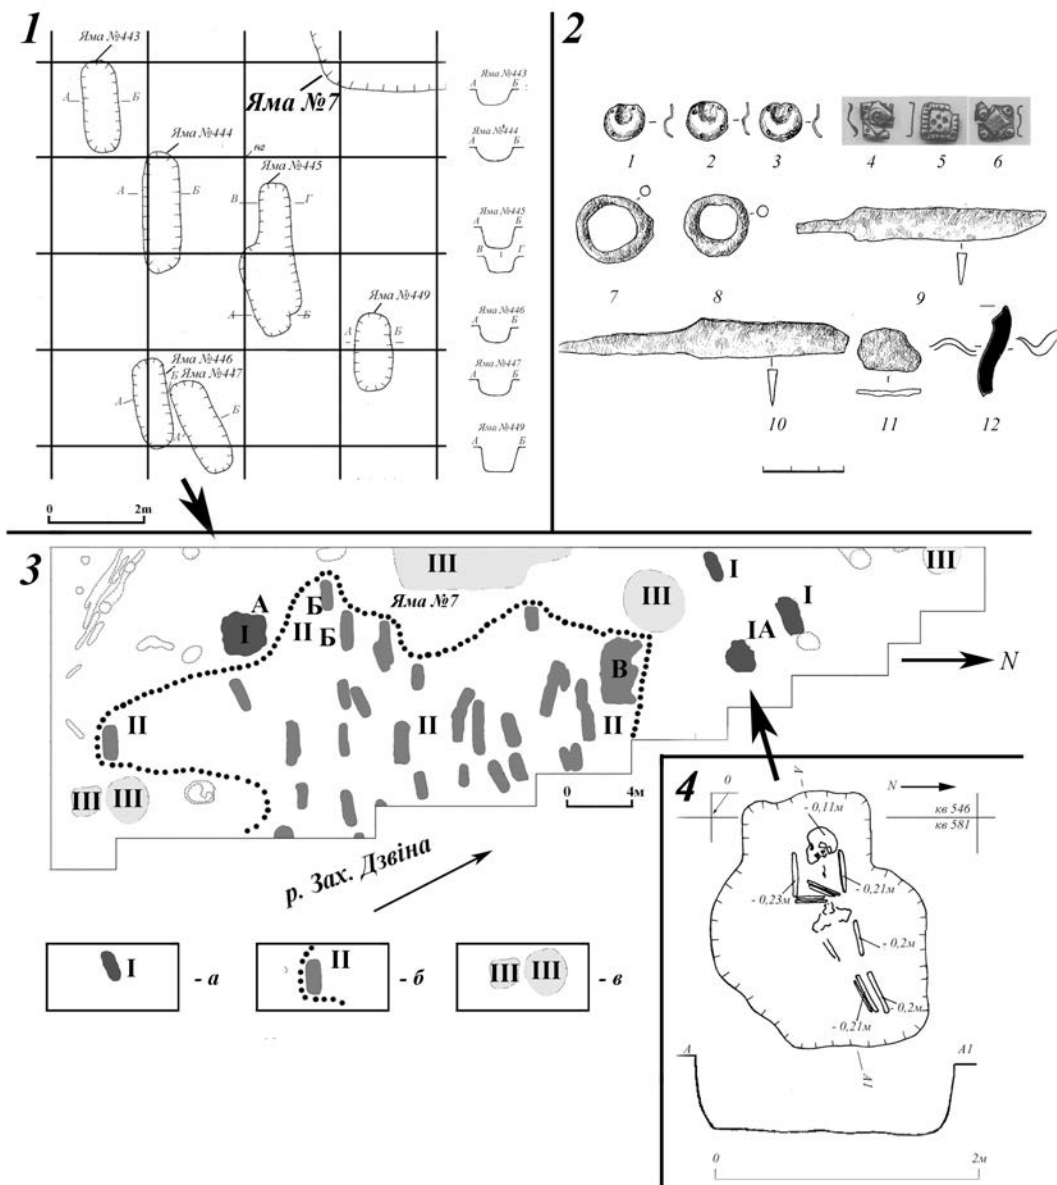 1
Яма №443
Яма №7
А Б
Яма №444
А Б
Яма №445
В Г
А Б
Яма №449
А Б
Яма №446
Яма №447
Б
А
Б
А
0 2m
Яма №443
А Б
Яма №444
А Б
Яма №445
А Б
В Г
Яма №446
А Б
Яма №447
А Б
Яма №449
А Б
2
1 2 3 4 5 6
7 8 9
10 11 12
3
III
Яма №7
А
I
Б
II Б
III
I
I
IА
III
N
В
II
II
II
III III
0 4м
р. Зах. Дзвіна
I - а
II - б
III III - в
4
0
А
N
кв 546
кв 581
- 0,11м
- 0,23м
- 0,21м
- 0,2м
- 0,2м
- 0,21м
А1
А А1
0 2м